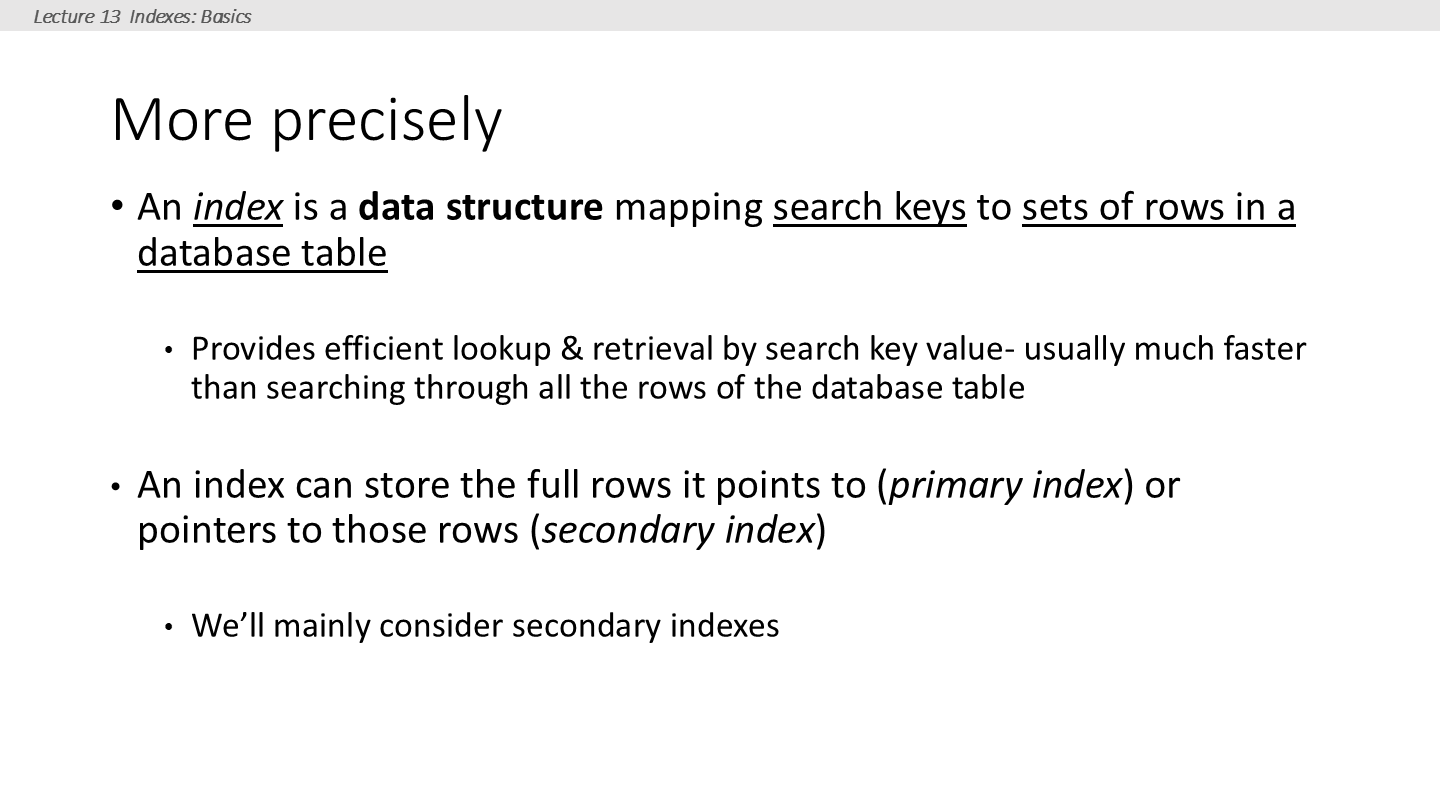 Lecture 13 Indexes: Basics
More precisely
• An index is a data structure mapping search keys to sets of rows in a
database table
• Provides efficient lookup & retrieval by search key value- usually much faster
than searching through all the rows of the database table
• An index can store the full rows it points to (primary index) or
pointers to those rows (secondary index)
• We’ll mainly consider secondary indexes